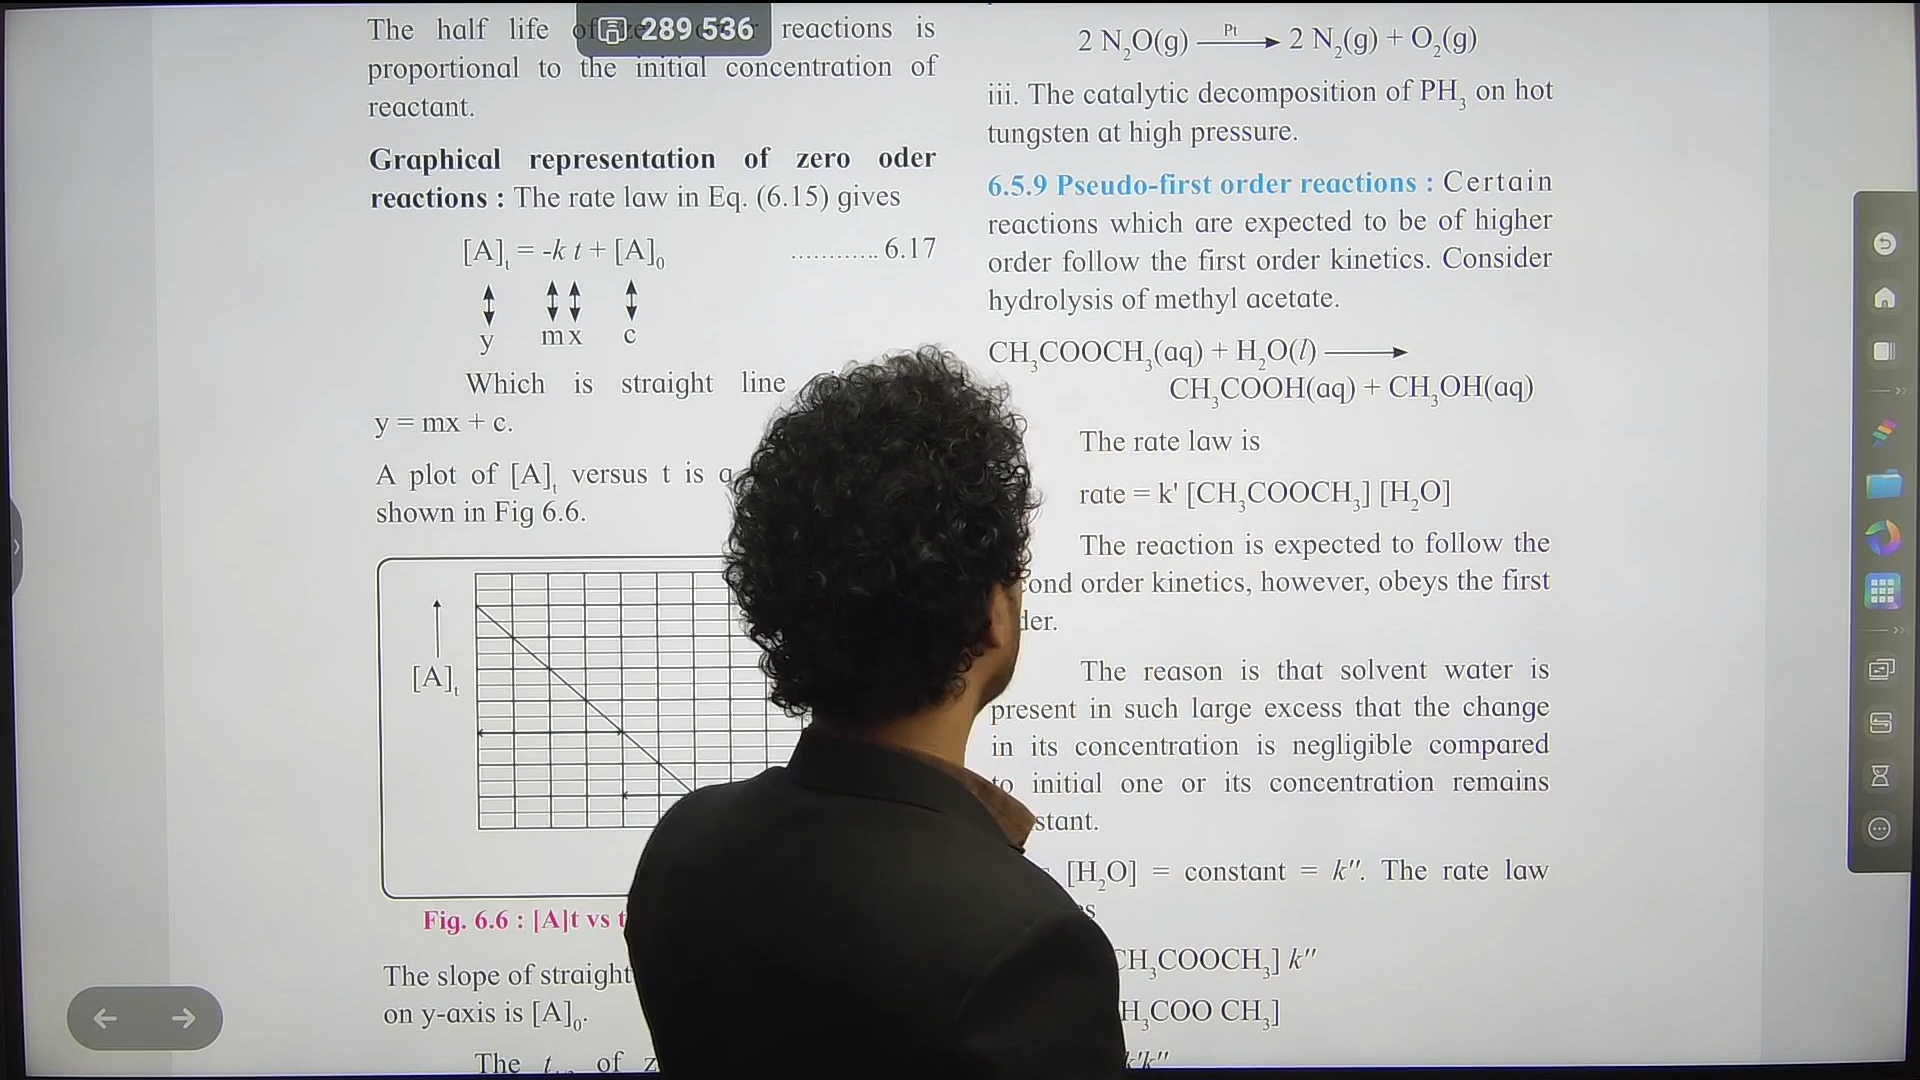 289 536
The half life reactions is
proportional to the initial concentration of
reactant.
Graphical representation of zero oder
reactions : The rate law in Eq. (6.15) gives
[A]t = -k t + [A]0 ............ 6.17
y m x c
Which is straight line
y = mx + c.
A plot of [A]t versus t is a
shown in Fig 6.6.
[A]t
Fig. 6.6 : [A]t vs t
The slope of straight
on y-axis is [A]0.
The of
2 N2O(g) Pt → 2 N2(g) + O2(g)
iii. The catalytic decomposition of PH3 on hot
tungsten at high pressure.
6.5.9 Pseudo-first order reactions : Certain
reactions which are expected to be of higher
order follow the first order kinetics. Consider
hydrolysis of methyl acetate.
CH3COOCH3(aq) + H2O(l) →
CH3COOH(aq) + CH3OH(aq)
The rate law is
rate = k' [CH3COOCH3] [H2O]
The reaction is expected to follow the
ond order kinetics, however, obeys the first
der.
The reason is that solvent water is
present in such large excess that the change
in its concentration is negligible compared
to initial one or its concentration remains
stant.
[H2O] = constant = k''. The rate law
CH3COOCH3] k''
H3COO CH3]
k'k''